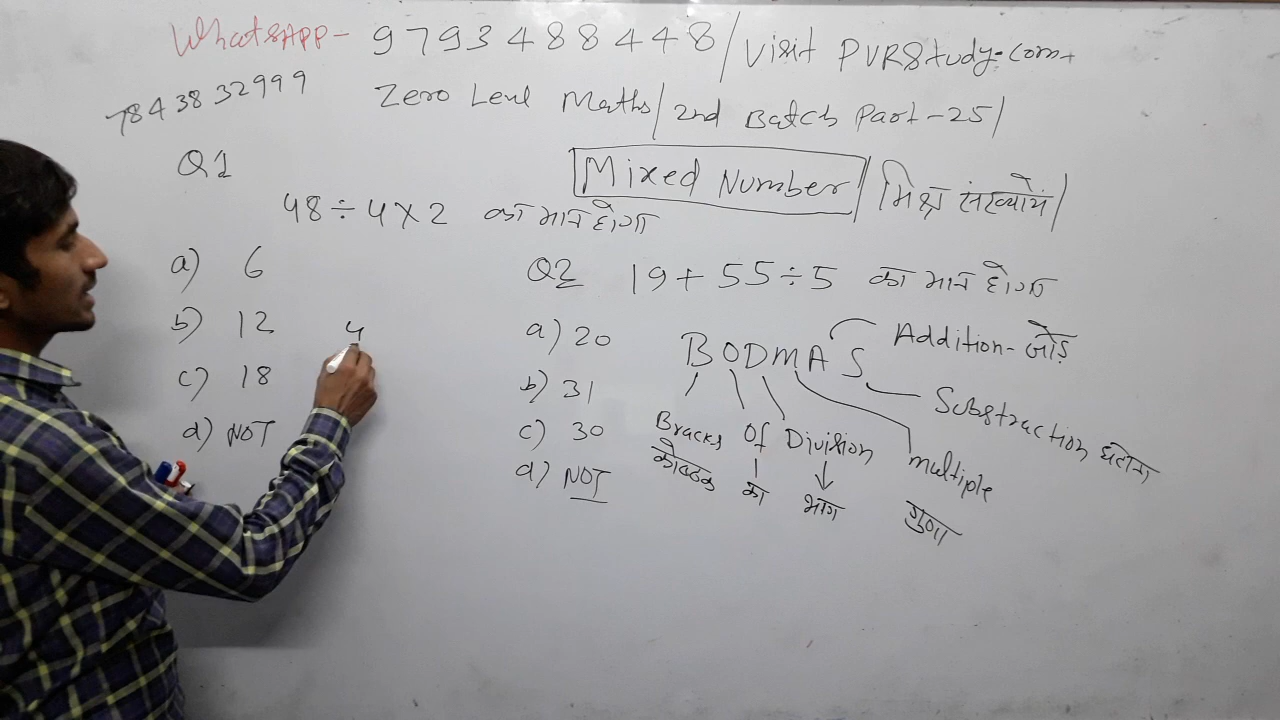 WhatsAPP - 9793488448/Visit PVRStudy.com
7843832999
Zero Level Maths/2nd Batch Part-25/
Mixed Number/मिश्र संख्यायें/
Q1
48÷4×2 का मान होगा
a) 6
b) 12
c) 18
d) NOT
4
Q2 19+55÷5 का मान होगा
a) 20
b) 31
c) 30
d) NOT
BODMAS
Addition-जोड़
Substraction घटाना
Bracks Of Division multiple
कोष्ठक का भाग गुणा